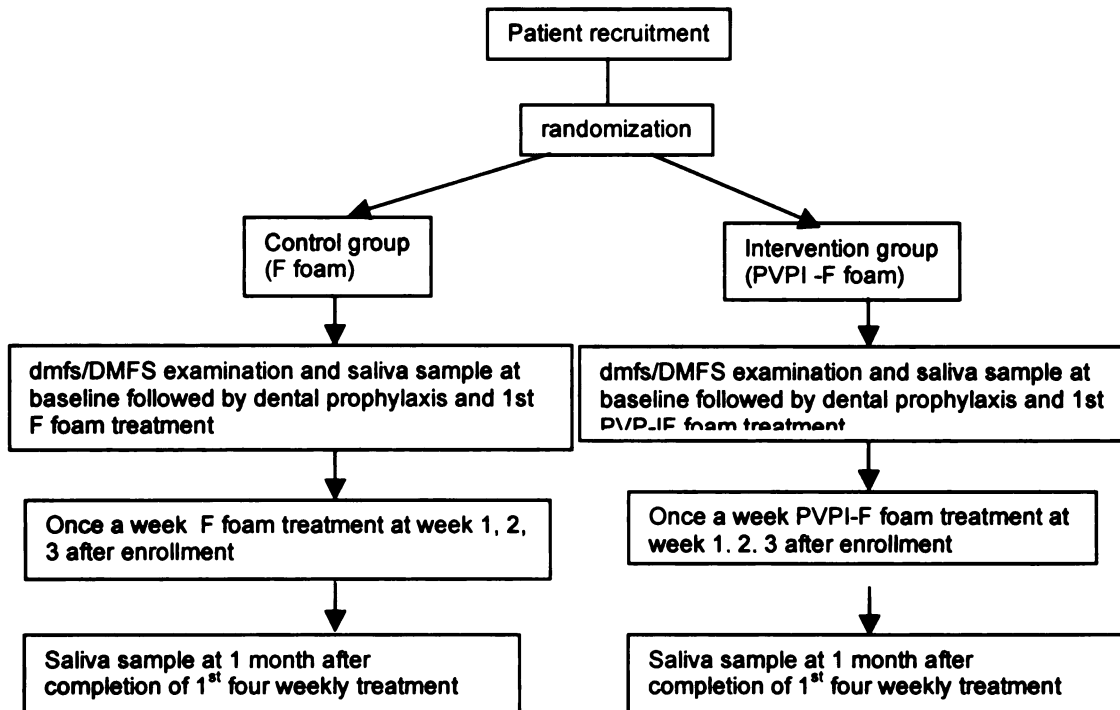 Patient recruitment
randomization
Control group
(F foam)
Intervention group
(PVPI -F foam)
dmfs/DMFS examination and saliva sample at
baseline followed by dental prophylaxis and 1st
F foam treatment
dmfs/DMFS examination and saliva sample at
baseline followed by dental prophylaxis and 1st
PVP-IF foam treatment
Once a week F foam treatment at week 1, 2,
3 after enrollment
Once a week PVPI-F foam treatment at
week 1. 2. 3 after enrollment
Saliva sample at 1 month after
completion of 1st four weekly treatment
Saliva sample at 1 month after
completion of 1st four weekly treatment